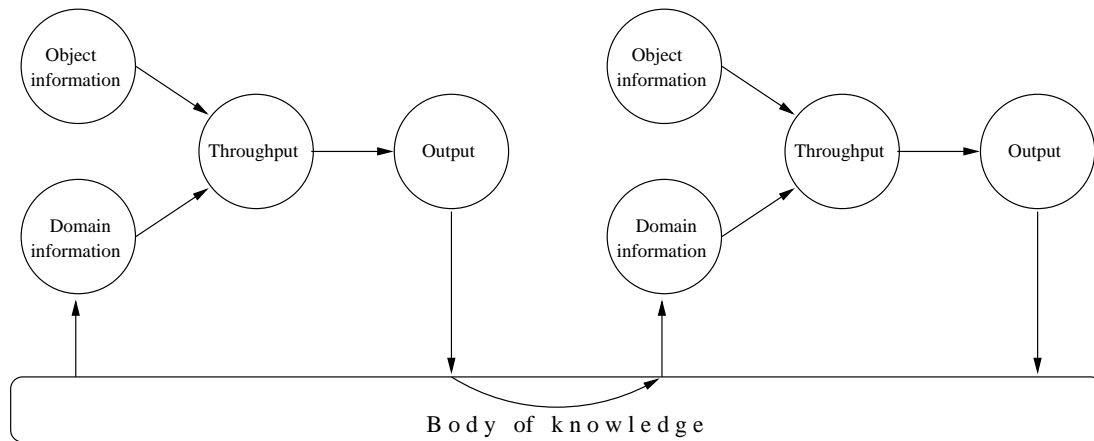 Object
information
Object
information
Throughput
Output
Throughput
Output
Domain
information
Domain
information
Body of knowledge